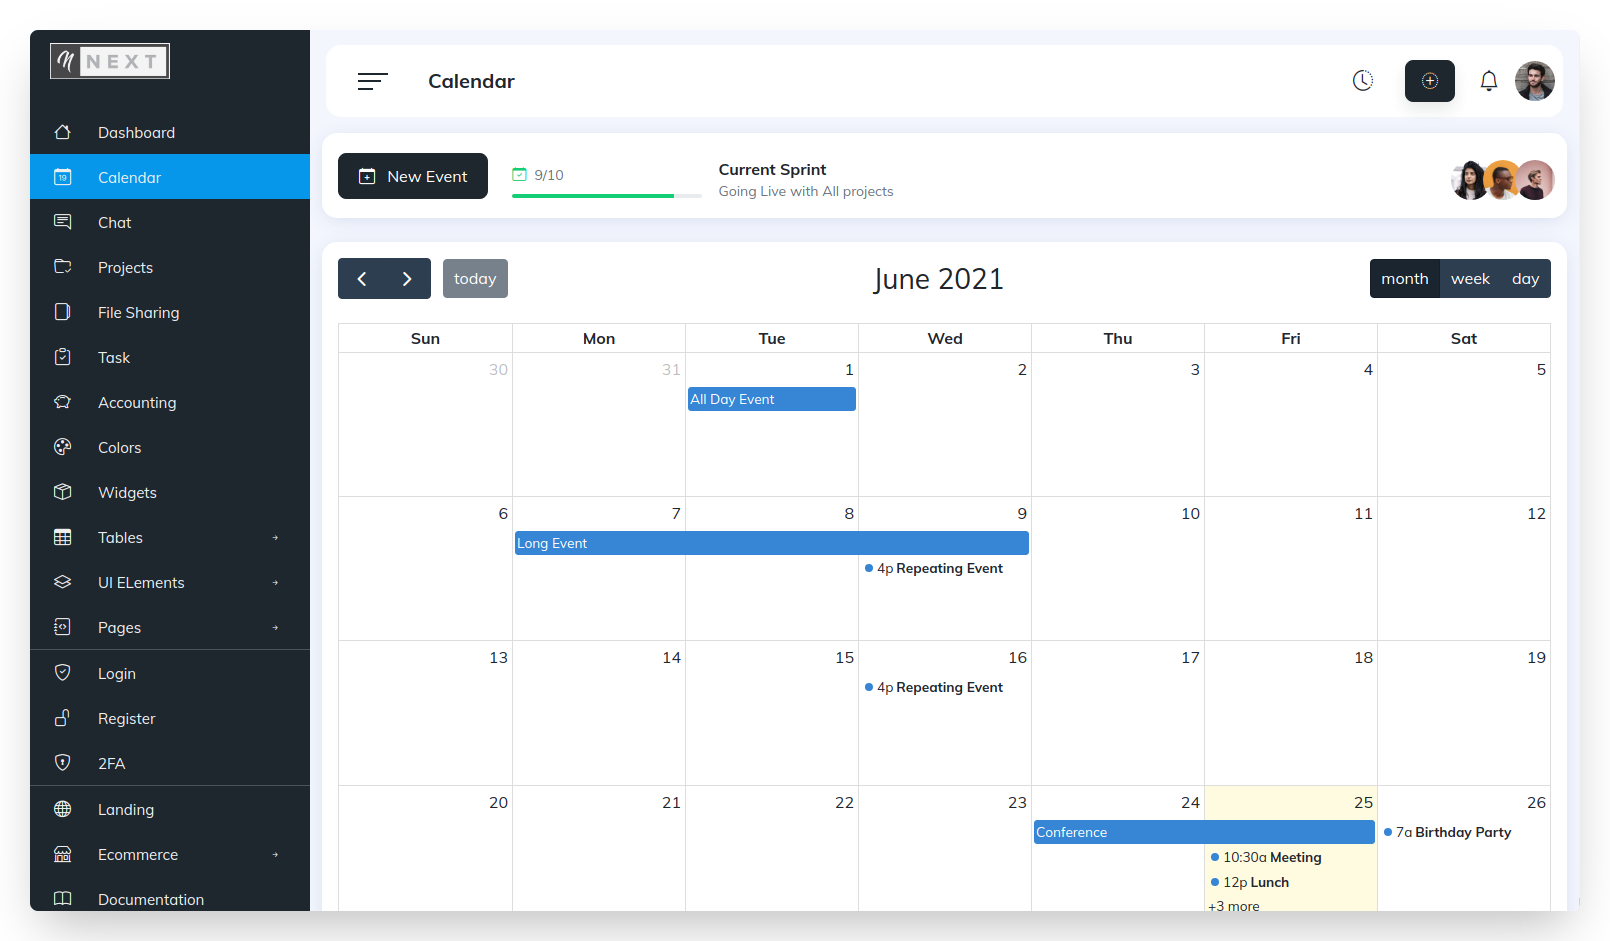 NEXT
Calendar
Dashboard
19 Calendar
Chat
Projects
File Sharing
Task
Accounting
Colors
Widgets
Tables
UI ELements
Pages
Login
Register
2FA
Landing
Ecommerce
Documentation
New Event
9/10
Current Sprint
Going Live with All projects
today
June 2021
month week day
Sun Mon Tue Wed Thu Fri Sat
30 31 1 2 3 4 5
All Day Event
6 7 8 9 10 11 12
Long Event
4p Repeating Event
13 14 15 16 17 18 19
4p Repeating Event
20 21 22 23 24 25 26
Conference 7a Birthday Party
10:30a Meeting
12p Lunch
+3 more